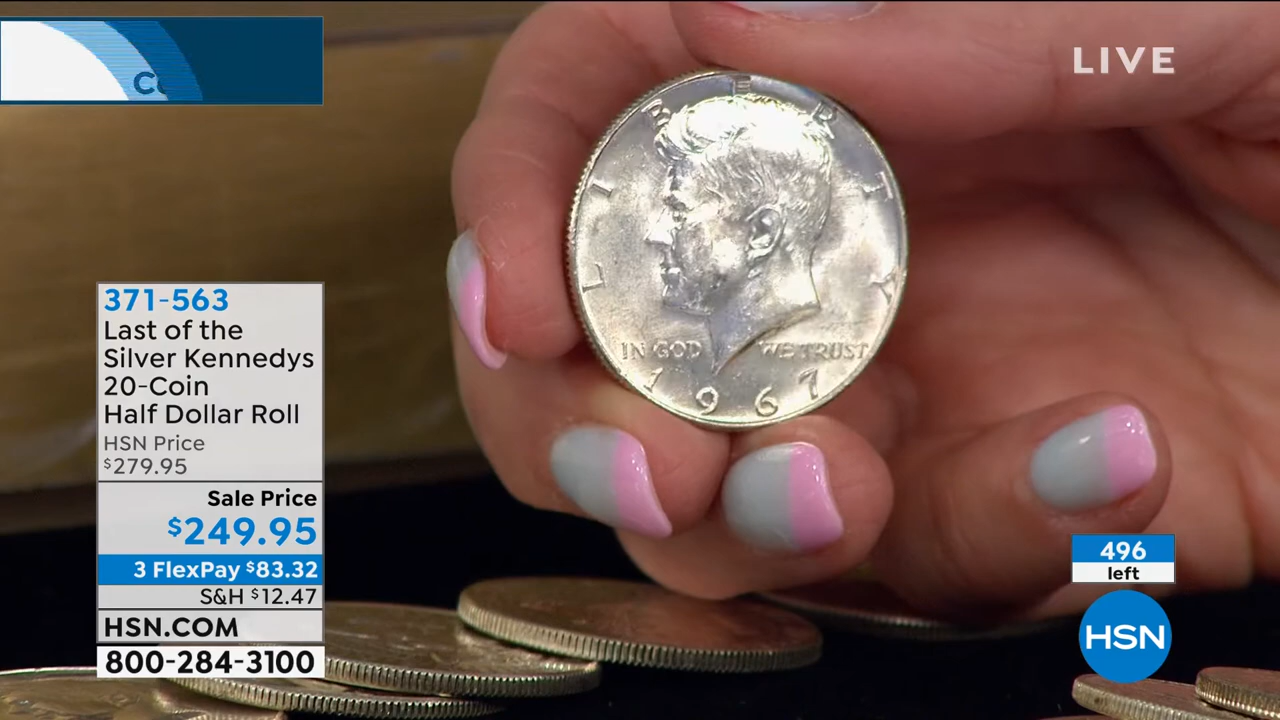 LIVE
LIBERTY
IN GOD WE TRUST
1967
371-563
Last of the
Silver Kennedys
20-Coin
Half Dollar Roll
HSN Price
$279.95
Sale Price
$249.95
3 FlexPay $83.32
S&H $12.47
HSN.COM
800-284-3100
496
left
HSN